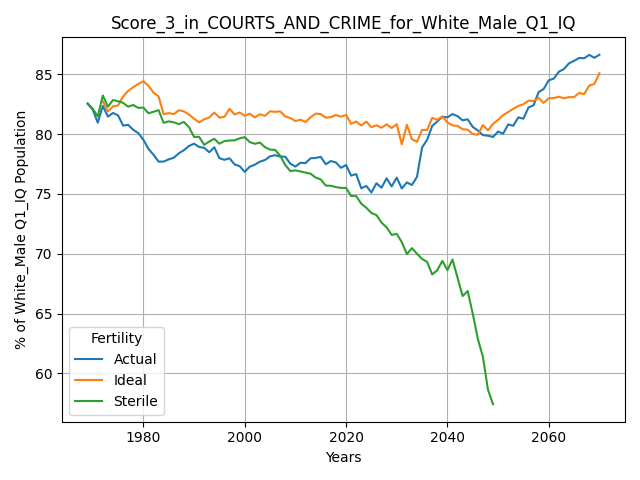 Score_3_in_COURTS_AND_CRIME_for_White_Male_Q1_IQ
% of White_Male Q1_IQ Population
85
80
75
70
65
60
Fertility
Actual
Ideal
Sterile
1980
2000
2020
2040
2060
Years